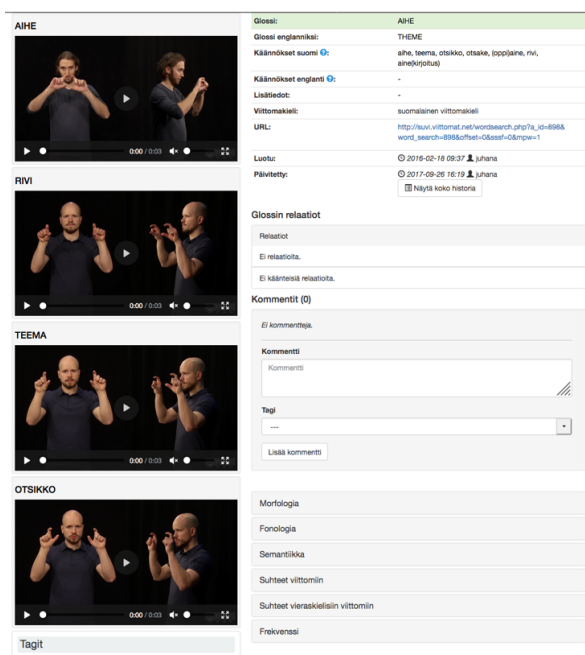 AIHE
0:00 / 0:03
RIVI
0:00 / 0:03
TEEMA
0:00 / 0:03
OTSIKKO
0:00 / 0:03
Tagit
Glossi: AIHE
Glossi englanniksi: THEME
Käännökset suomi ?: aihe, teema, otsikko, otsake, (oppi)aine, rivi,
aine(kirjoitus)
Käännökset englanti ?: -
Lisätiedot: -
Viittomakieli: suomalainen viittomakieli
URL: http://suvi.viittomat.net/wordsearch.php?a_id=898&
word_search=898&offset=0&sssf=0&mpw=1
Luotu: 2016-02-18 09:37 juhana
Päivitetty: 2017-09-26 16:19 juhana
Näytä koko historia
Glossin relaatiot
Relaatiot
Ei relaatioita.
Ei käänteisiä relaatioita.
Kommentit (0)
Ei kommentteja.
Kommentti
Kommentti
Tagi
---
Lisää kommentti
Morfologia
Fonologia
Semantiikka
Suhteet viittomiin
Suhteet vieraskielisiin viittomiin
Frekvenssi